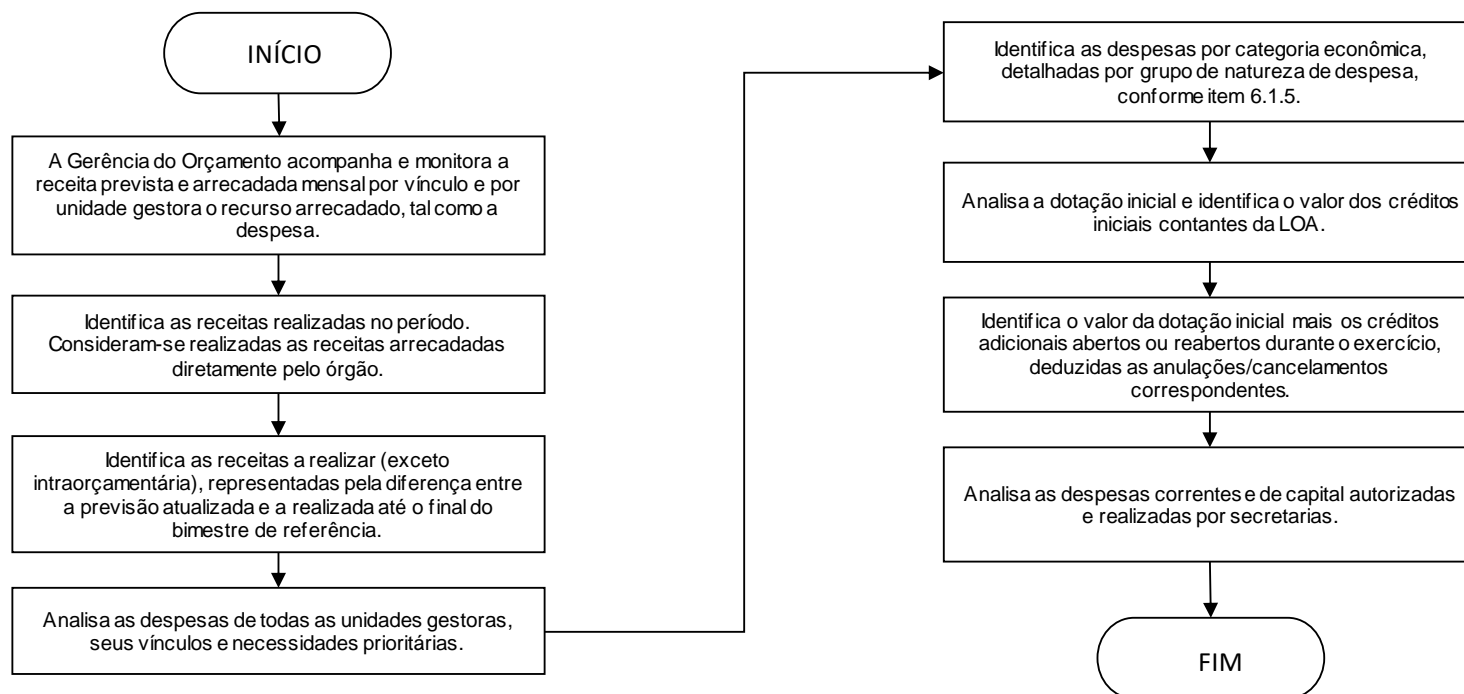 INÍCIO
A Gerência do Orçamento acompanha e monitora a
receita prevista e arrecadada mensal por vínculo e por
unidade gestora o recurso arrecadado, tal como a
despesa.
Identifica as receitas realizadas no período.
Consideram-se realizadas as receitas arrecadadas
diretamente pelo órgão.
Identifica as receitas a realizar (exceto
intraorçamentária), representadas pela diferença entre
a previsão atualizada e a realizada até o final do
bimestre de referência.
Analisa as despesas de todas as unidades gestoras,
seus vínculos e necessidades prioritárias.
Identifica as despesas por categoria econômica,
detalhadas por grupo de natureza de despesa,
conforme item 6.1.5.
Analisa a dotação inicial e identifica o valor dos créditos
iniciais contantes da LOA.
Identifica o valor da dotação inicial mais os créditos
adicionais abertos ou reabertos durante o exercício,
deduzidas as anulações/cancelamentos
correspondentes.
Analisa as despesas correntes e de capital autorizadas
e realizadas por secretarias.
FIM